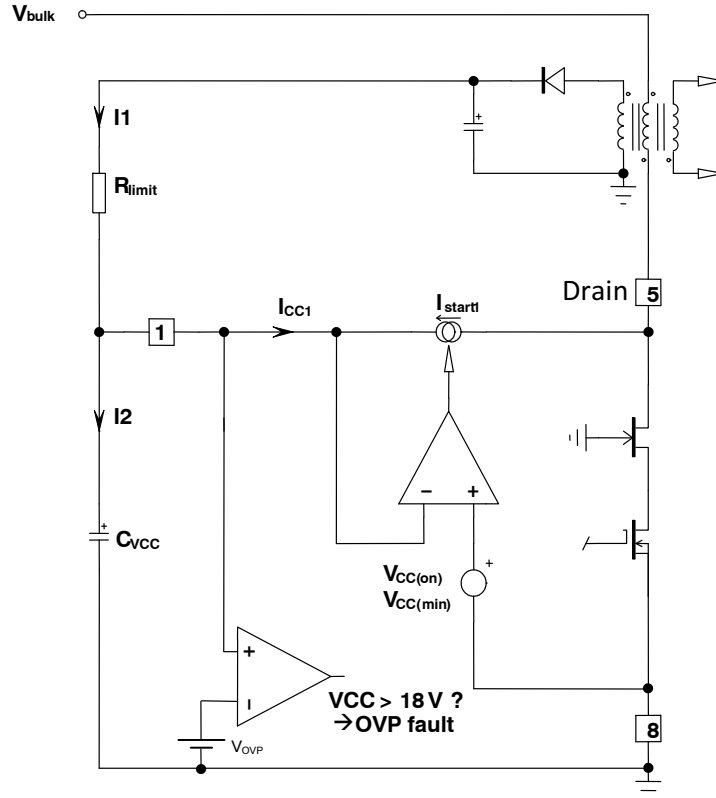 Vbulk
I1
Rlimit
Drain 5
ICC1
Istart1
1
I2
CVCC
VCC(on)
VCC(min)
VCC > 18 V ?
→OVP fault
VOVP
8